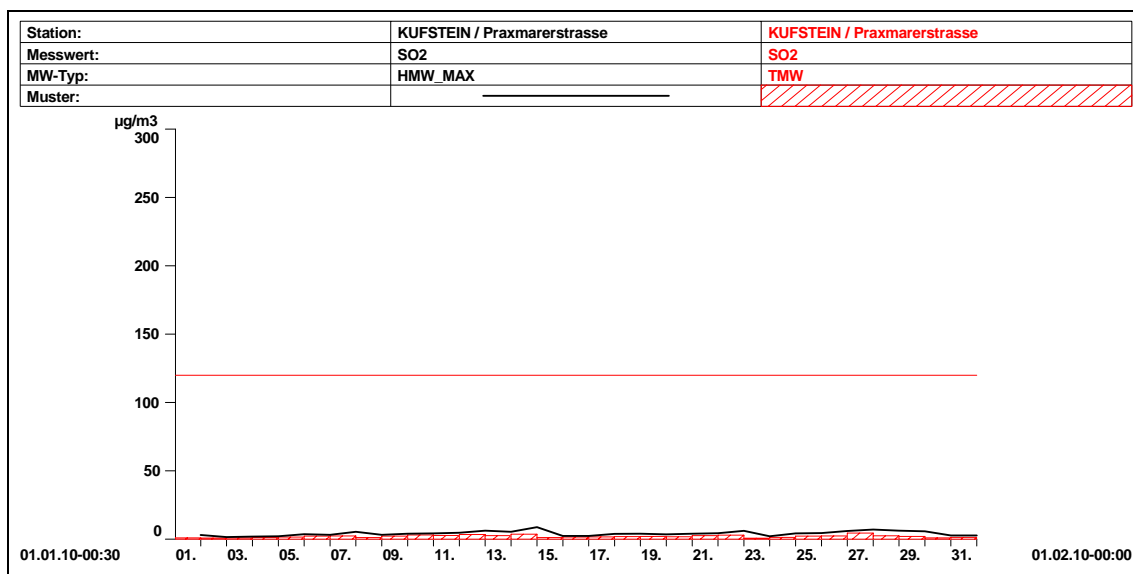 Station: KUFSTEIN / Praxmarerstrasse KUFSTEIN / Praxmarerstrasse
Messwert: SO2 SO2
MW-Typ: HMW_MAX TMW
Muster:
µg/m3
300
250
200
150
100
50
0
01.01.10-00:30 01. 03. 05. 07. 09. 11. 13. 15. 17. 19. 21. 23. 25. 27. 29. 31. 01.02.10-00:00